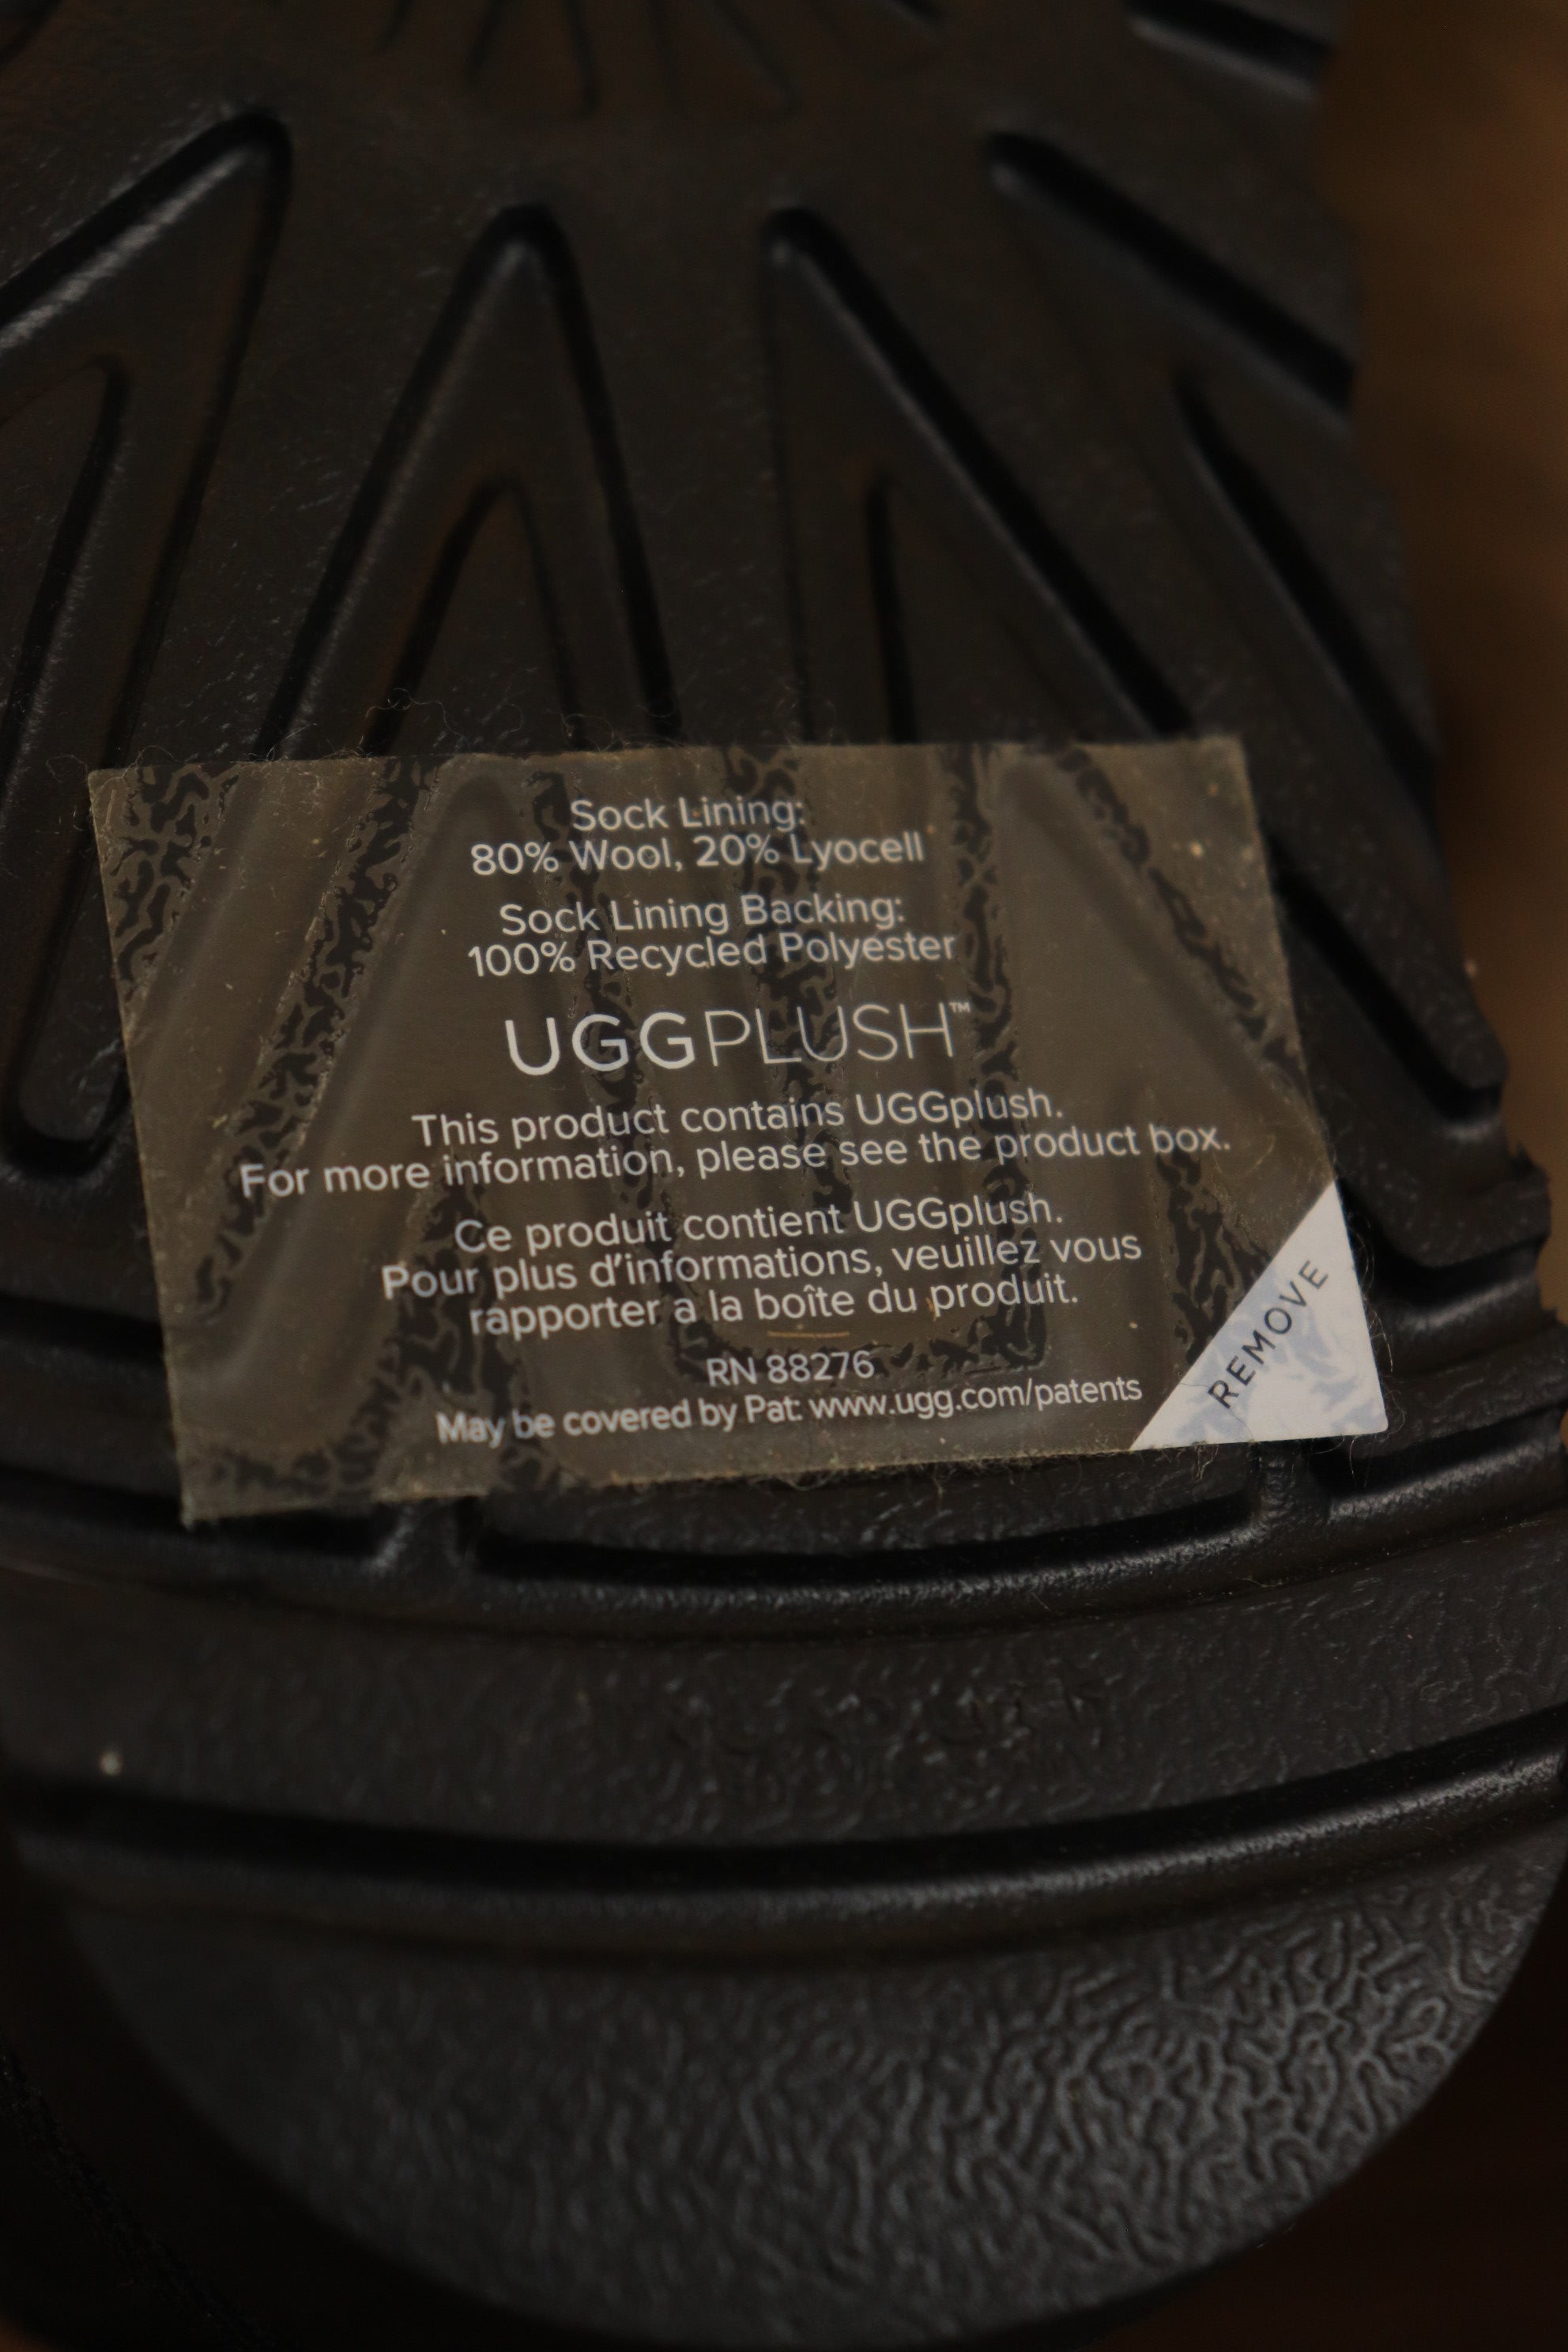 Sock Lining:
80% Wool, 20% Lyocell
Sock Lining Backing:
100% Recycled Polyester
UGGPLUSH™
This product contains UGGplush.
For more information, please see the product box.
Ce produit contient UGGplush.
Pour plus d'informations, veuillez vous
rapporter a la boîte du produit.
RN 88276
May be covered by Pat: www.ugg.com/patents
REMOVE